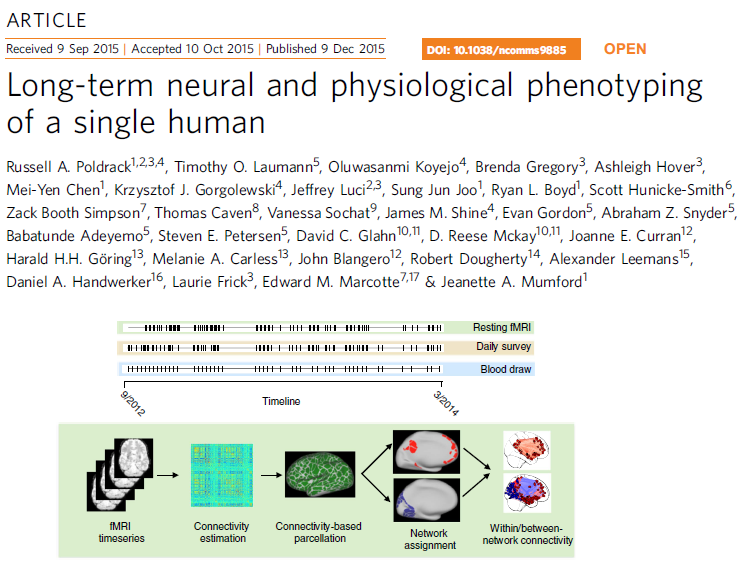 ARTICLE
Received 9 Sep 2015 | Accepted 10 Oct 2015 | Published 9 Dec 2015
DOI: 10.1038/ncomms9885
OPEN
Long-term neural and physiological phenotyping
of a single human
Russell A. Poldrack1,2,3,4, Timothy O. Laumann5, Oluwasanmi Koyejo4, Brenda Gregory3, Ashleigh Hover3,
Mei-Yen Chen1, Krzysztof J. Gorgolewski4, Jeffrey Luci2,3, Sung Jun Joo1, Ryan L. Boyd1, Scott Hunicke-Smith6,
Zack Booth Simpson7, Thomas Caven8, Vanessa Sochat9, James M. Shine4, Evan Gordon5, Abraham Z. Snyder5,
Babatunde Adeyemo5, Steven E. Petersen5, David C. Glahn10,11, D. Reese Mckay10,11, Joanne E. Curran12,
Harald H.H. Göring13, Melanie A. Carless13, John Blangero12, Robert Dougherty14, Alexander Leemans15,
Daniel A. Handwerker16, Laurie Frick3, Edward M. Marcotte7,17 & Jeanette A. Mumford1
Resting fMRI
Daily survey
Blood draw
9/2012
Timeline
3/2014
fMRI
timeseries
Connectivity
estimation
Connectivity-based
parcellation
Network
assignment
Within/between-
network connectivity